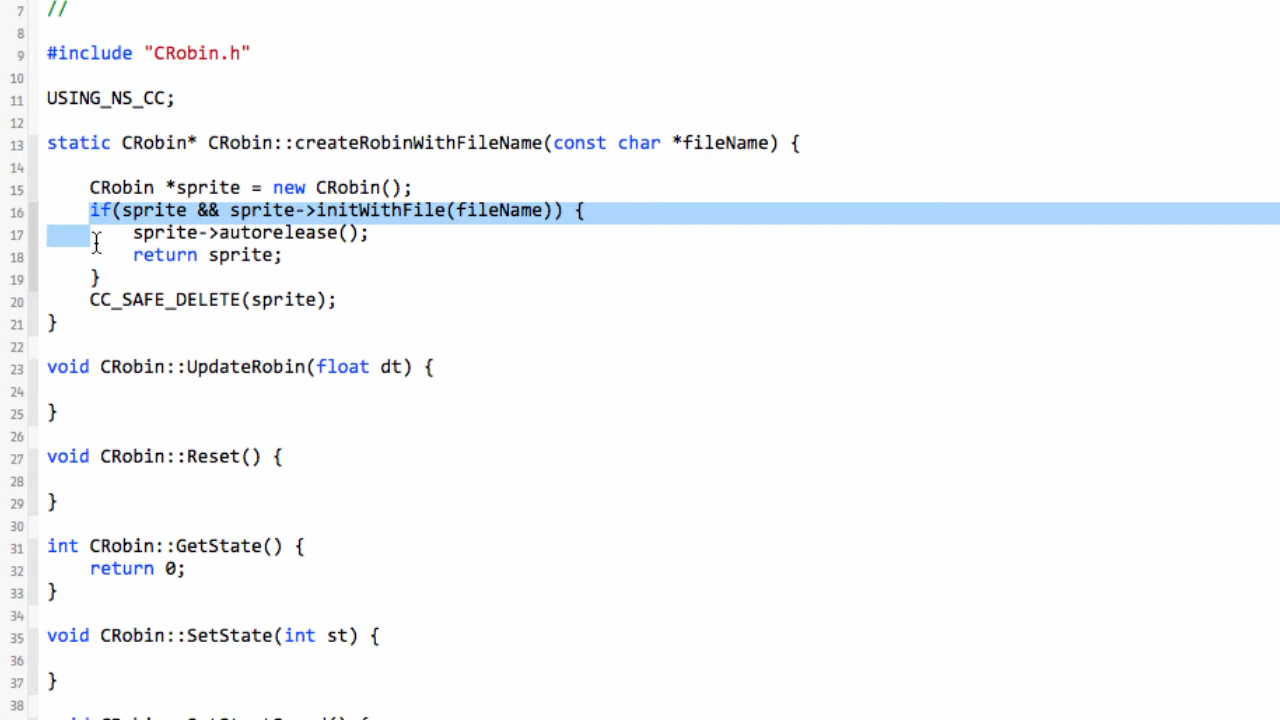 7 //
8
9 #include "CRobin.h"
10
11 USING_NS_CC;
12
13 static CRobin* CRobin::createRobinWithFileName(const char *fileName) {
14
15     CRobin *sprite = new CRobin();
16     if(sprite && sprite->initWithFile(fileName)) {
17         sprite->autorelease();
18         return sprite;
19     }
20     CC_SAFE_DELETE(sprite);
21 }
22
23 void CRobin::UpdateRobin(float dt) {
24
25 }
26
27 void CRobin::Reset() {
28
29 }
30
31 int CRobin::GetState() {
32     return 0;
33 }
34
35 void CRobin::SetState(int st) {
36
37 }
38